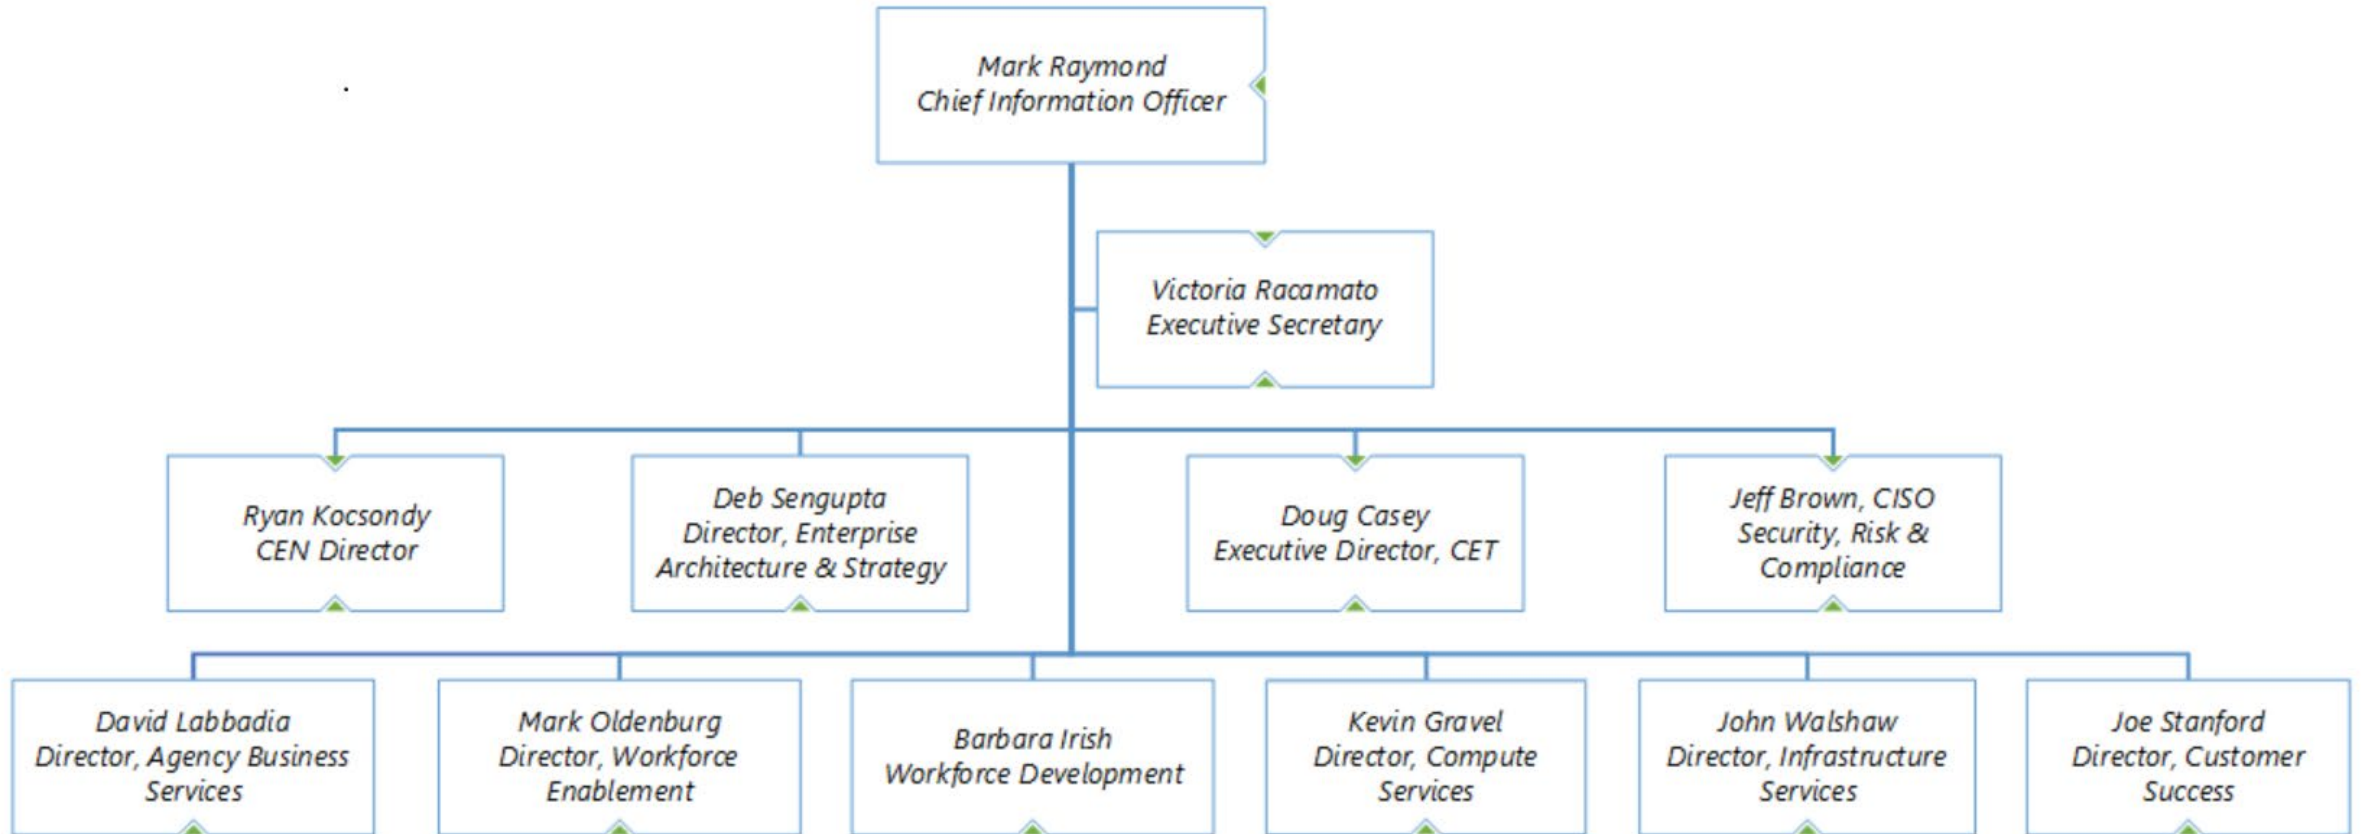 Mark Raymond
Chief Information Officer
Victoria Racamato
Executive Secretary
Ryan Kocsondy
CEN Director
Deb Sengupta
Director, Enterprise
Architecture & Strategy
Doug Casey
Executive Director, CET
Jeff Brown, CISO
Security, Risk &
Compliance
David Labbadia
Director, Agency Business
Services
Mark Oldenburg
Director, Workforce
Enablement
Barbara Irish
Workforce Development
Kevin Gravel
Director, Compute
Services
John Walshaw
Director, Infrastructure
Services
Joe Stanford
Director, Customer
Success